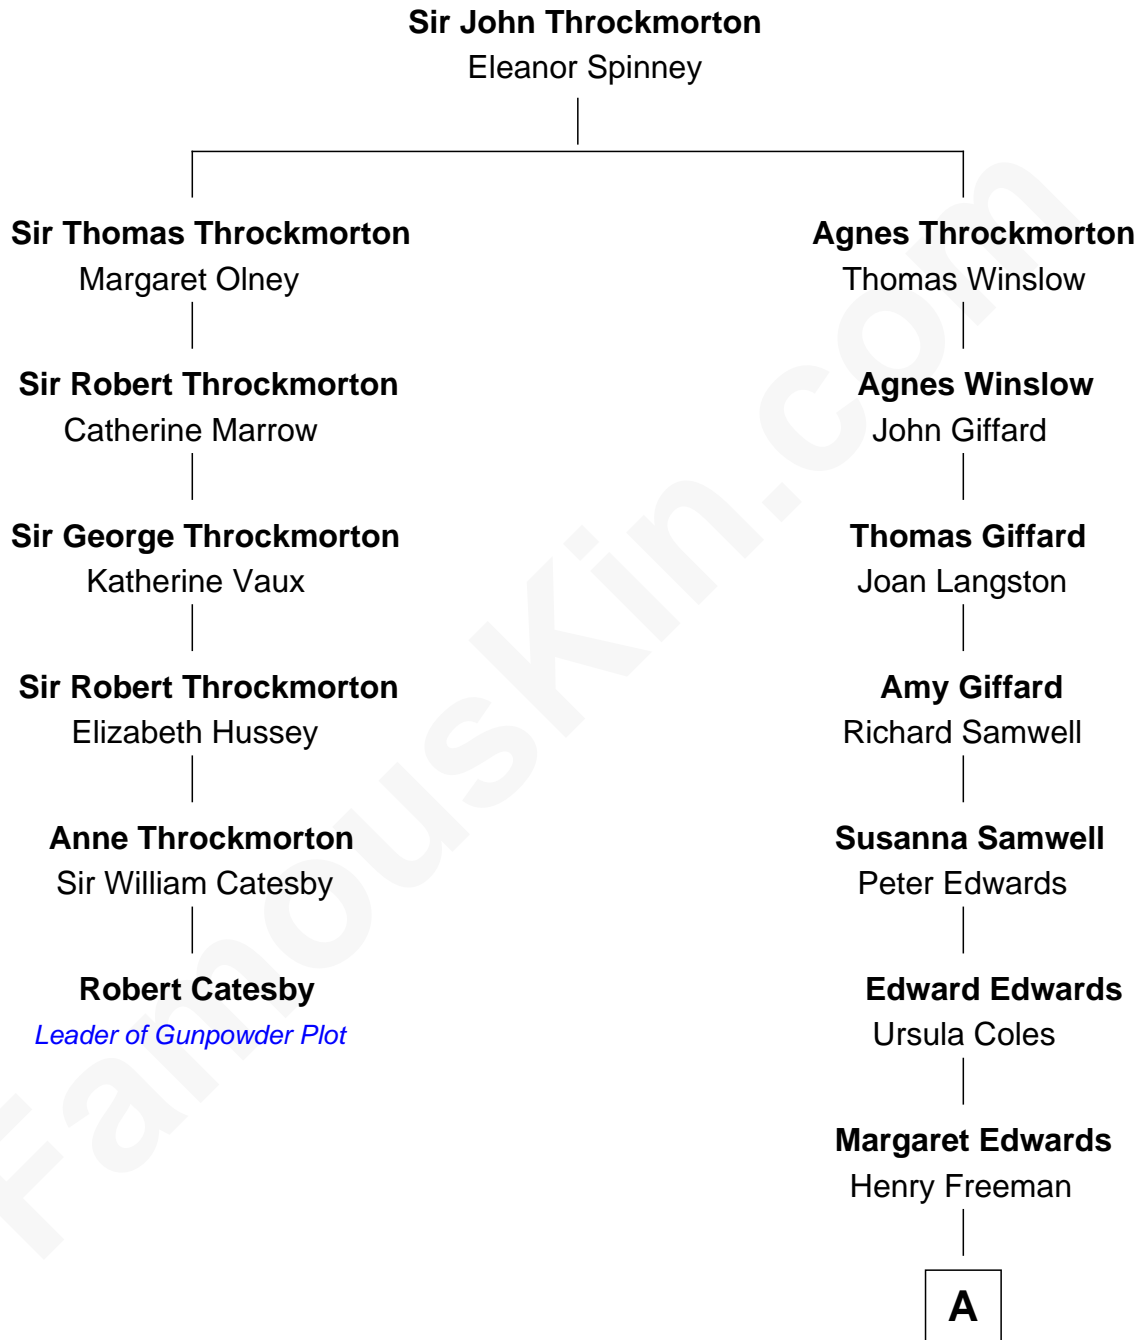 Sir John Throckmorton
Eleanor Spinney
Sir Thomas Throckmorton
Margaret Olney
Agnes Throckmorton
Thomas Winslow
Sir Robert Throckmorton
Catherine Marrow
Agnes Winslow
John Giffard
Sir George Throckmorton
Katherine Vaux
Thomas Giffard
Joan Langston
Sir Robert Throckmorton
Elizabeth Hussey
Amy Giffard
Richard Samwell
Anne Throckmorton
Sir William Catesby
Susanna Samwell
Peter Edwards
Robert Catesby
Leader of Gunpowder Plot
Edward Edwards
Ursula Coles
Margaret Edwards
Henry Freeman
A
FamousKin.com